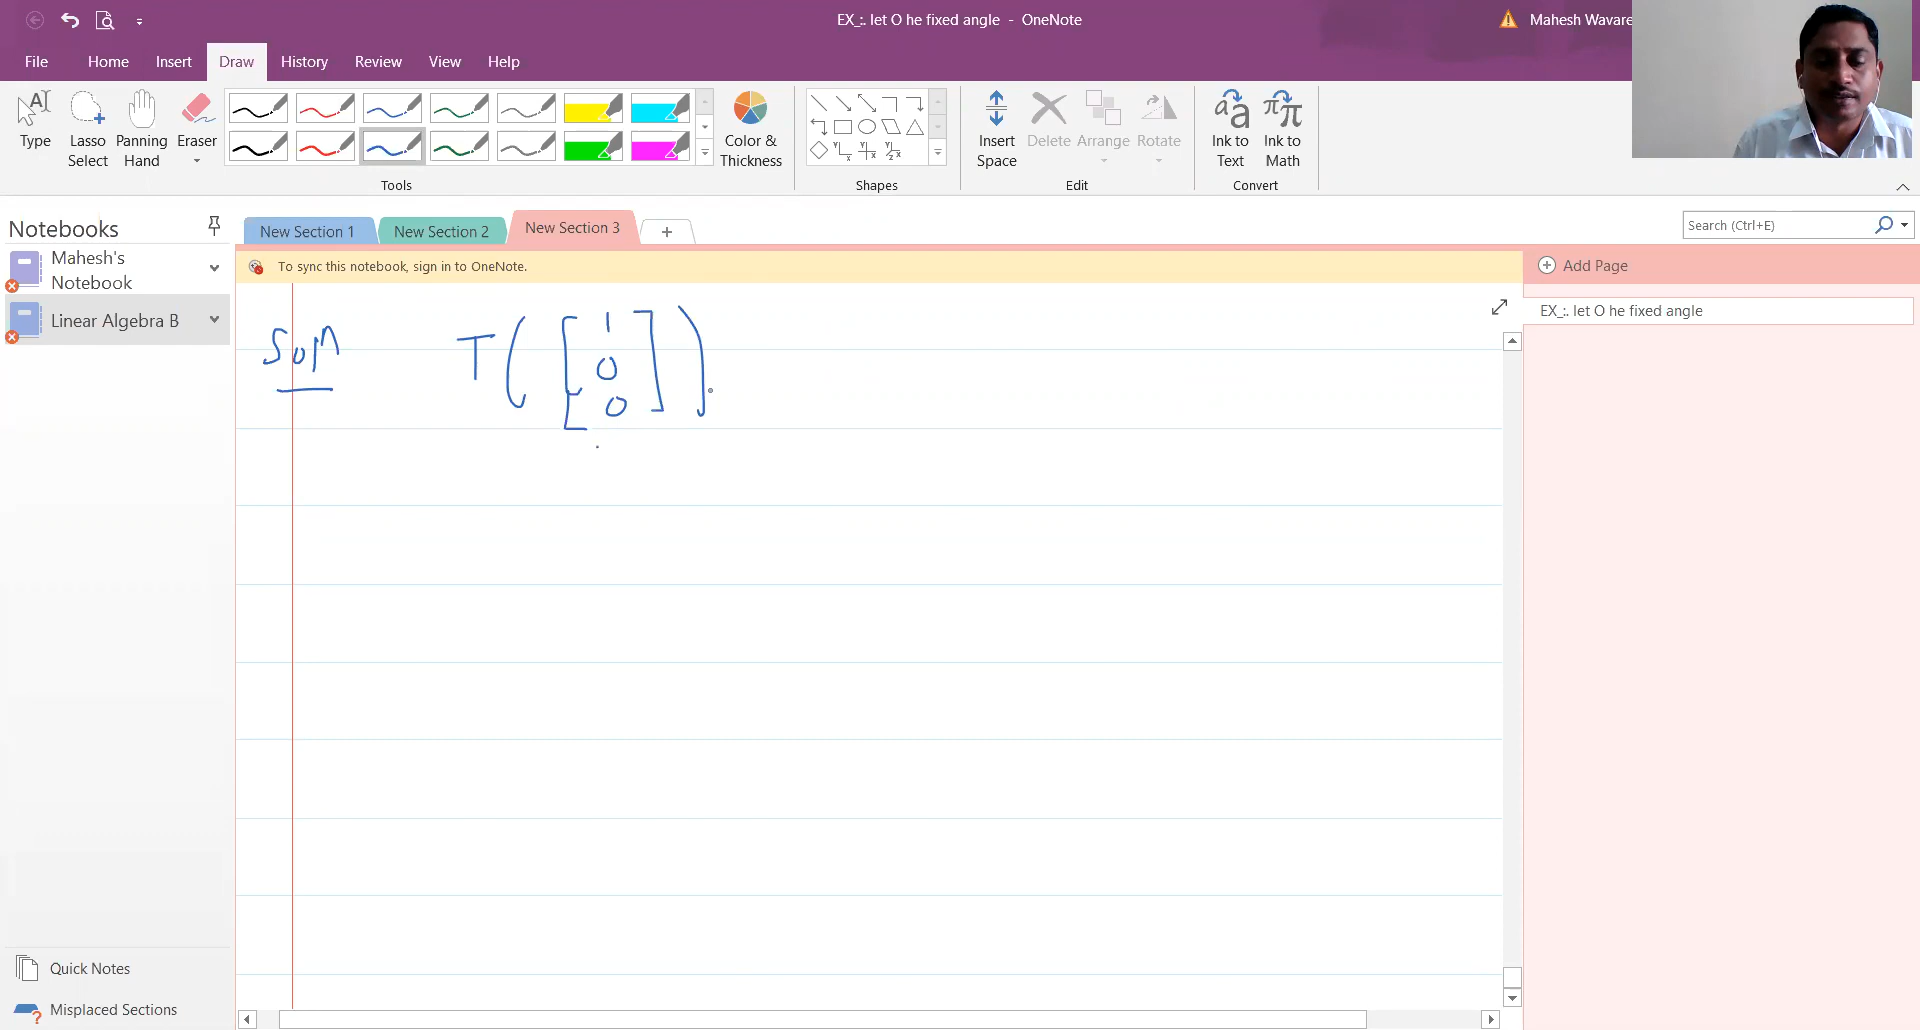 EX_:. let O he fixed angle - OneNote
Mahesh Wavare
File Home Insert Draw History Review View Help
Type
Lasso Select
Panning Hand
Eraser
Color & Thickness
Insert Space
Delete
Arrange
Rotate
Ink to Text
Ink to Math
Tools
Shapes
Edit
Convert
Notebooks
New Section 1
New Section 2
New Section 3
+
Search (Ctrl+E)
Mahesh's Notebook
To sync this notebook, sign in to OneNote.
Add Page
Linear Algebra B
EX_:. let O he fixed angle
T([1
0
0])
Quick Notes
Misplaced Sections